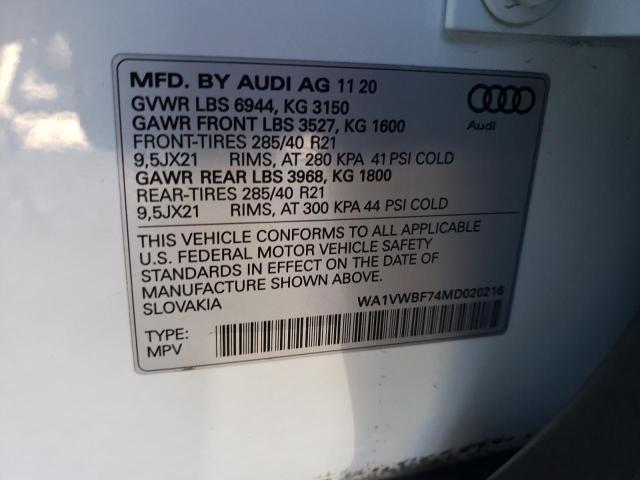 MFD. BY AUDI AG 11 20
GVWR LBS 6944, KG 3150
GAWR FRONT LBS 3527, KG 1600
FRONT-TIRES 285/40 R21
9,5JX21 RIMS, AT 280 KPA 41 PSI COLD
GAWR REAR LBS 3968, KG 1800
REAR-TIRES 285/40 R21
9,5JX21 RIMS, AT 300 KPA 44 PSI COLD
Audi
THIS VEHICLE CONFORMS TO ALL APPLICABLE
U.S. FEDERAL MOTOR VEHICLE SAFETY
STANDARDS IN EFFECT ON THE DATE OF
MANUFACTURE SHOWN ABOVE.
SLOVAKIA
WA1VWBF74MD020216
TYPE:
MPV